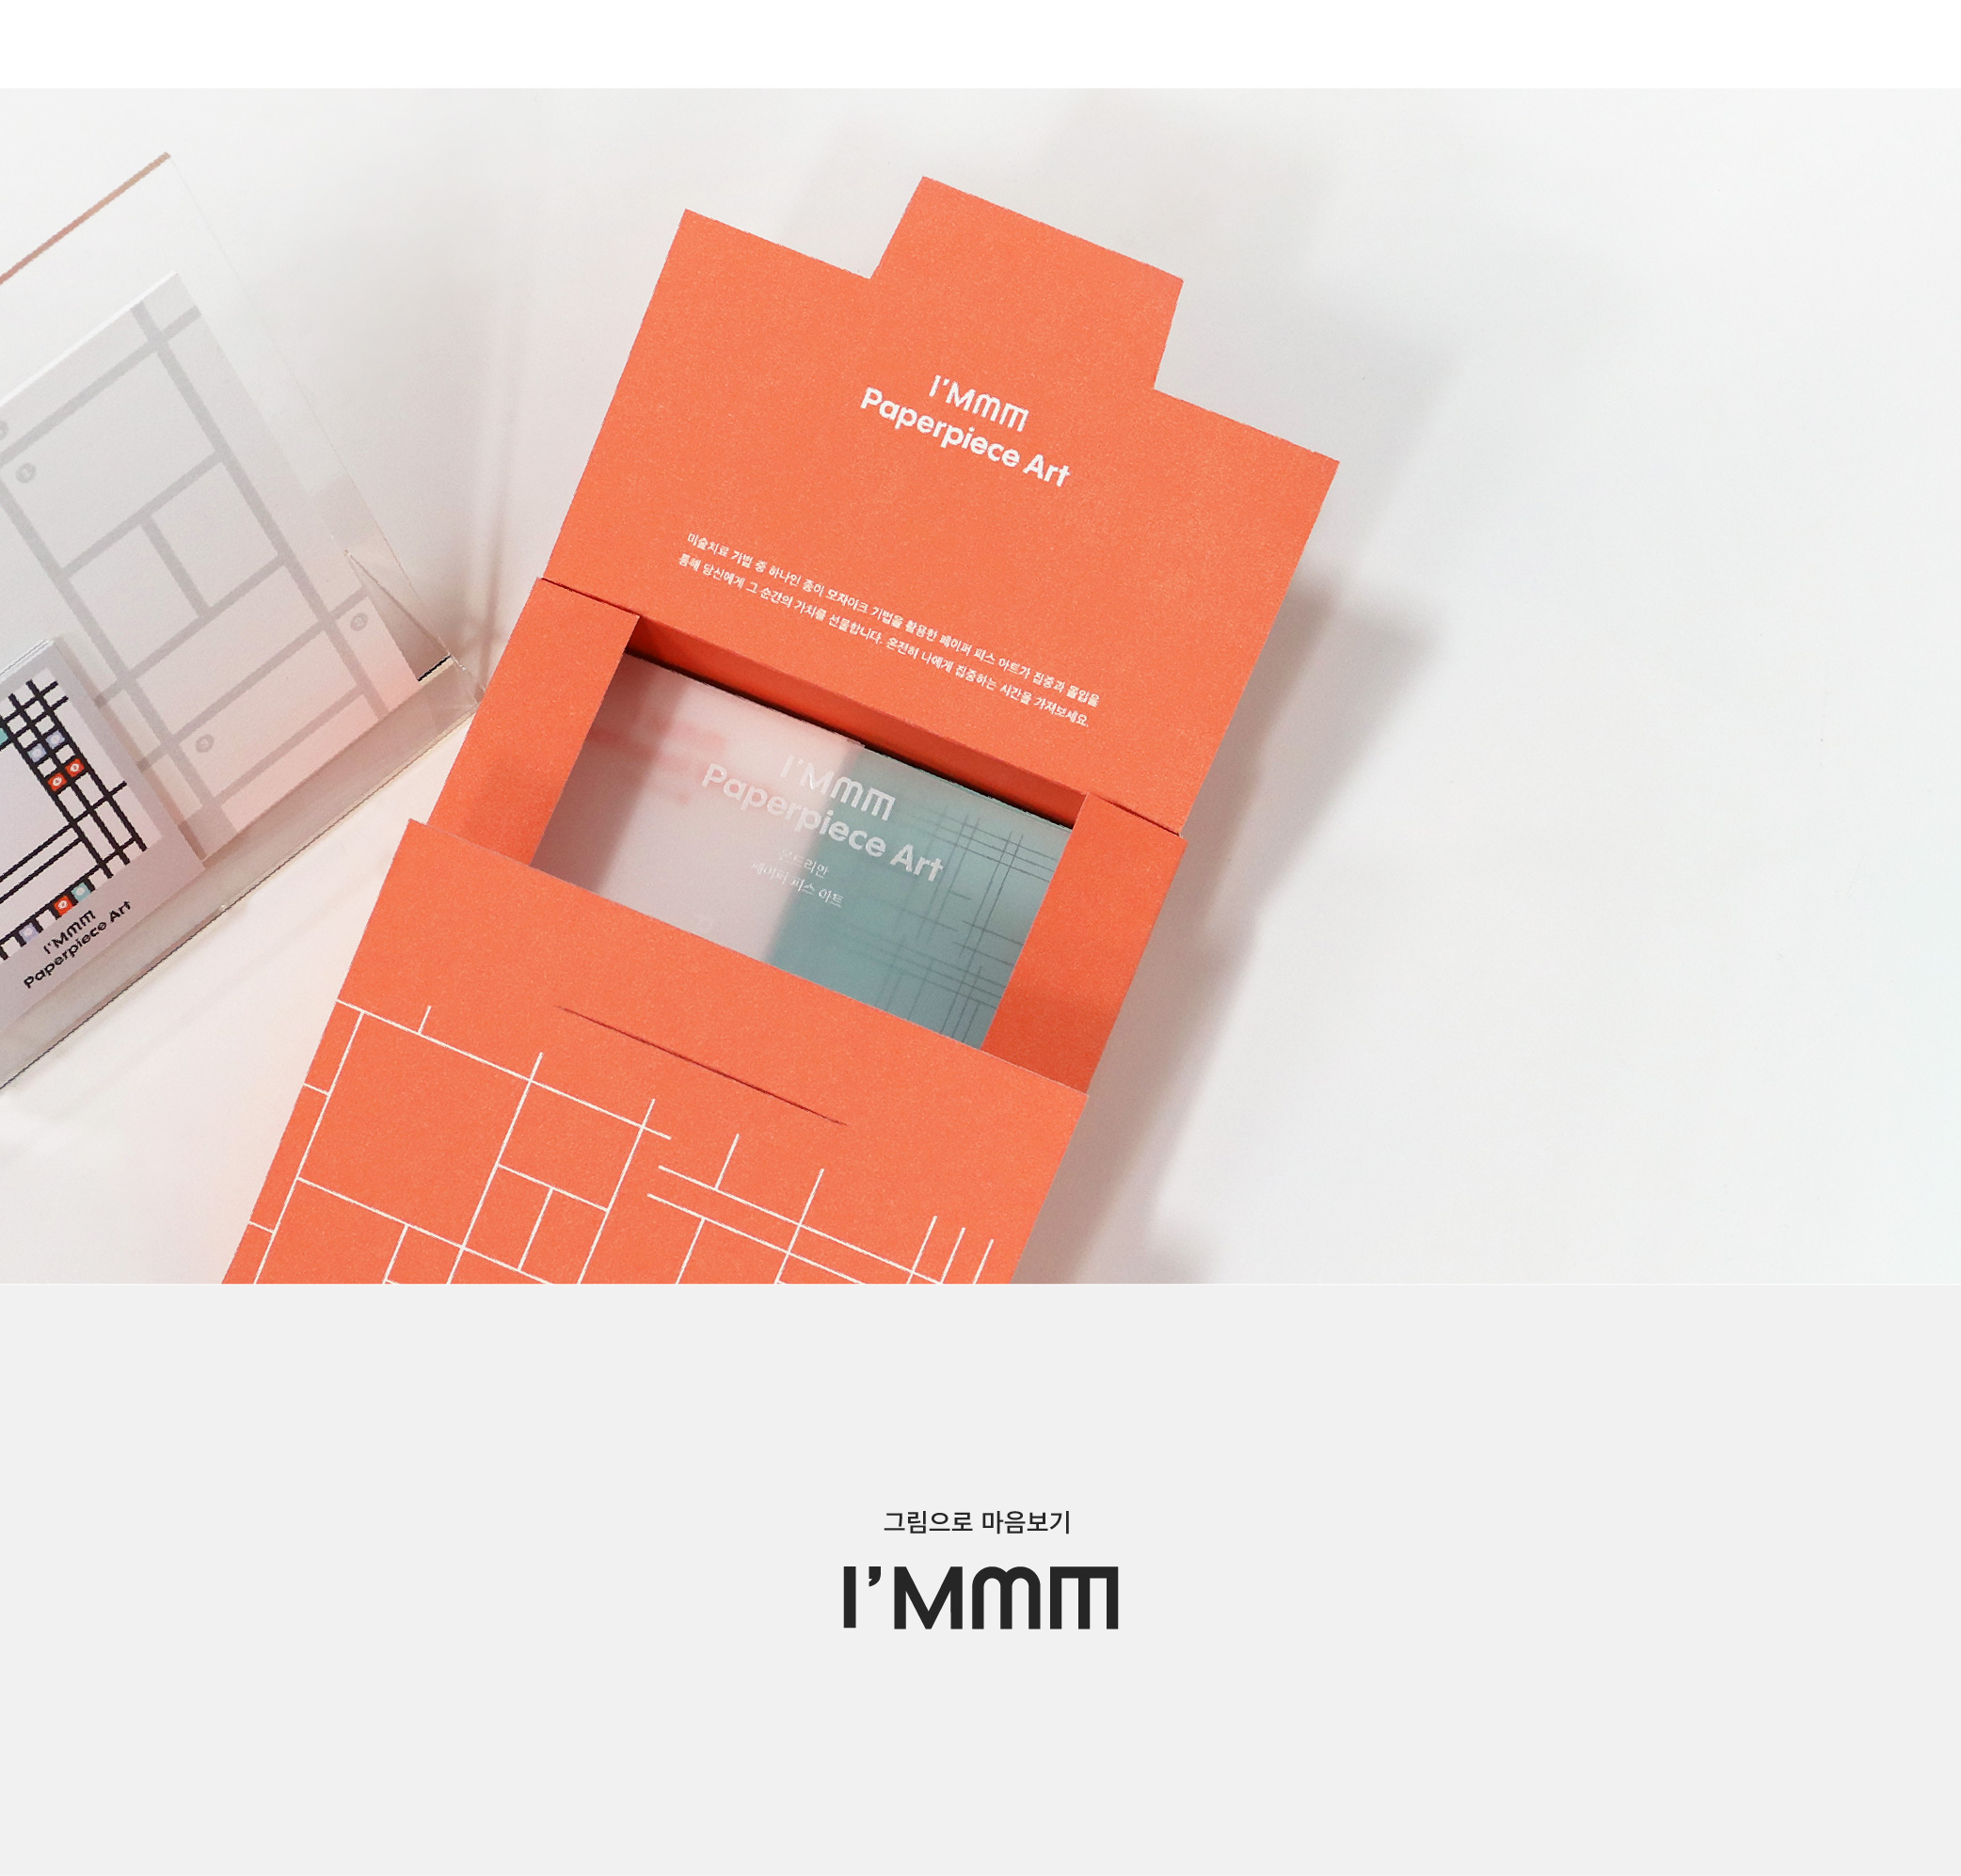 I'Mmm
Paperpiece Art
미술치료 기법 중 하나인 종이 모자이크 기법을 활용한 페이퍼 피스 아트가 집중과 몰입을
통해 당신에게 그 순간의 가치를 선물합니다. 온전히 나에게 집중하는 시간을 가져보세요.
I'Mmm
Paperpiece Art
몬드리안
페이퍼 피스 아트
I'Mmm
Paperpiece Art
그림으로 마음보기
I'Mmm